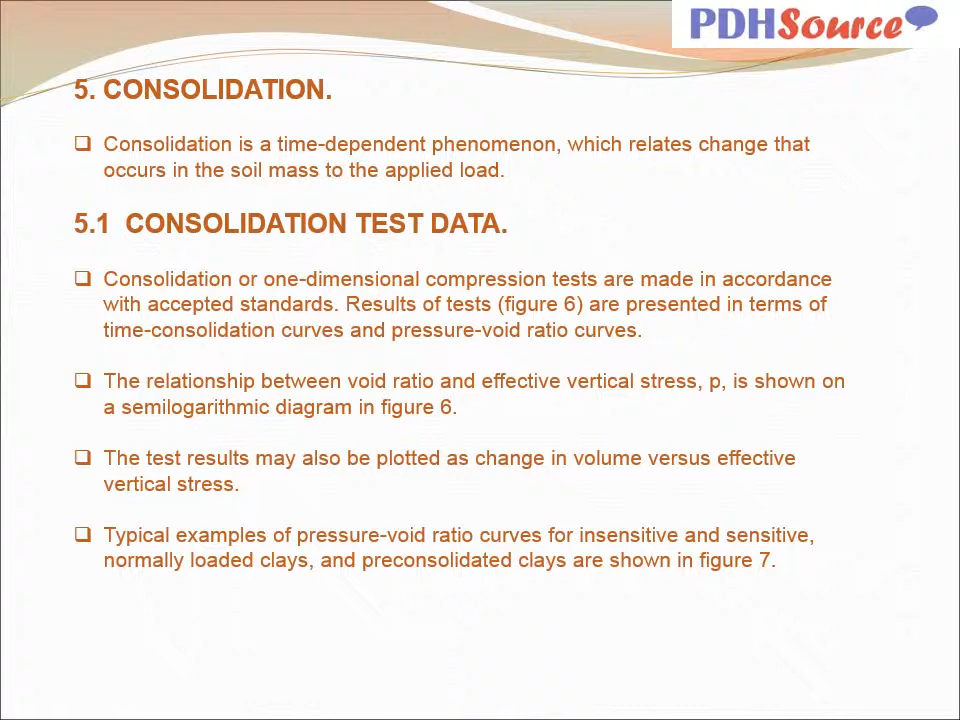 PDHSource
5. CONSOLIDATION.
❑ Consolidation is a time-dependent phenomenon, which relates change that
occurs in the soil mass to the applied load.
5.1 CONSOLIDATION TEST DATA.
❑ Consolidation or one-dimensional compression tests are made in accordance
with accepted standards. Results of tests (figure 6) are presented in terms of
time-consolidation curves and pressure-void ratio curves.
❑ The relationship between void ratio and effective vertical stress, p, is shown on
a semilogarithmic diagram in figure 6.
❑ The test results may also be plotted as change in volume versus effective
vertical stress.
❑ Typical examples of pressure-void ratio curves for insensitive and sensitive,
normally loaded clays, and preconsolidated clays are shown in figure 7.